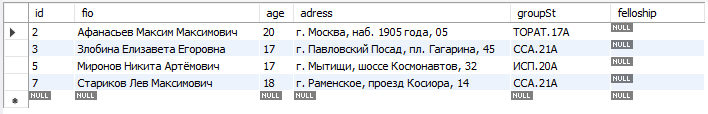 id fio age adress groupSt felloship
2 Афанасьев Максим Максимович 20 г. Москва, наб. 1905 года, 05 ТОРАТ.17А NULL
3 Злобина Елизавета Егоровна 17 г. Павловский Посад, пл. Гагарина, 45 ССА.21А NULL
5 Миронов Никита Артёмович 17 г. Мытищи, шоссе Космонавтов, 32 ИСП.20А NULL
7 Стариков Лев Максимович 18 г. Раменское, проезд Косиора, 14 ССА.21А NULL
NULL NULL NULL NULL NULL NULL